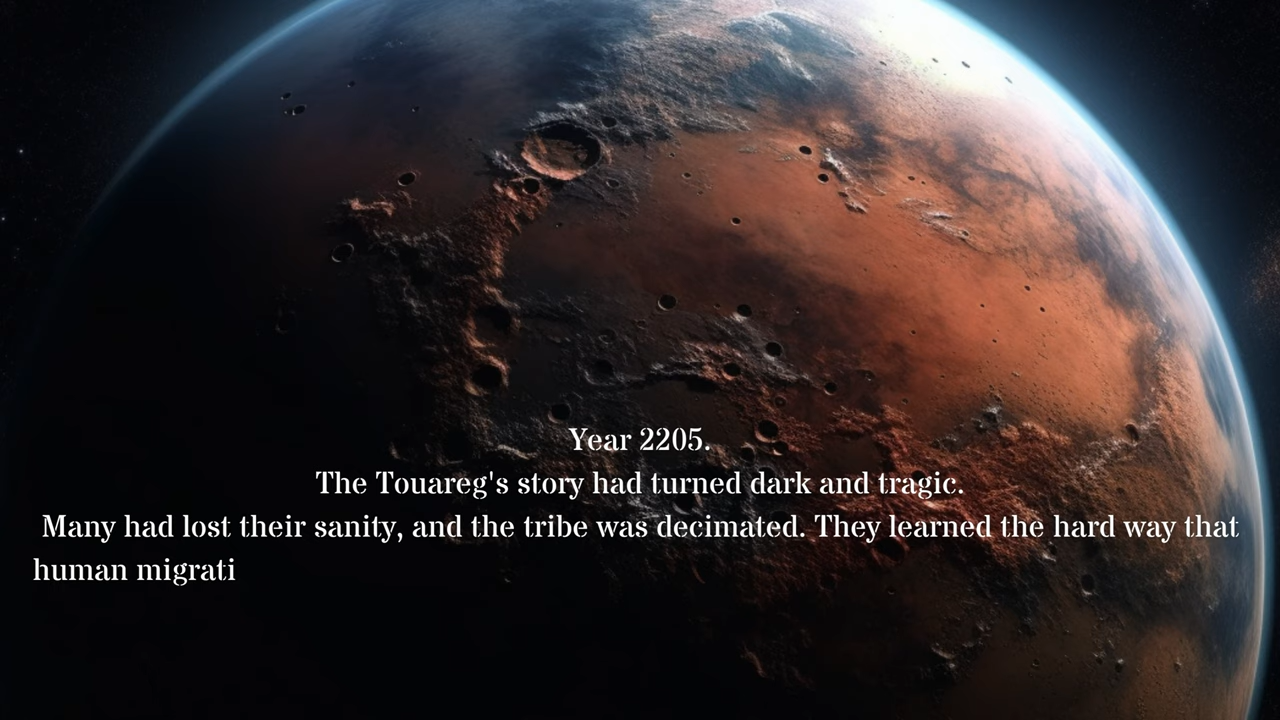 Year 2205.
The Touareg's story had turned dark and tragic.
Many had lost their sanity, and the tribe was decimated. They learned the hard way that
human migrati